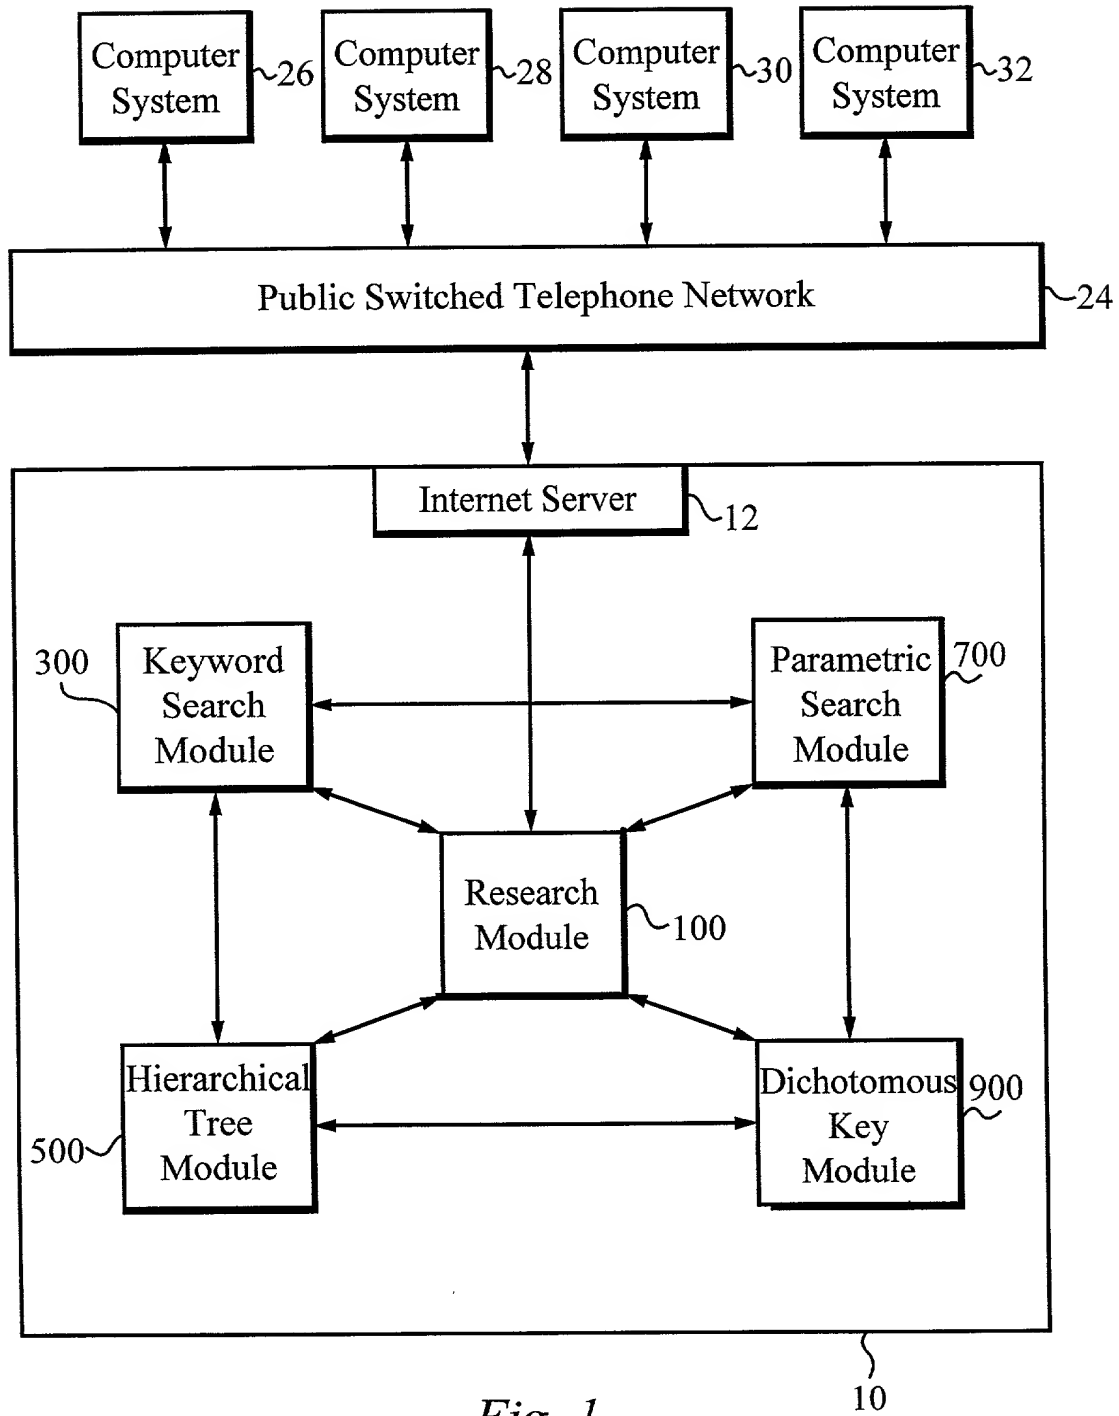 Computer
System
26
Computer
System
28
Computer
System
30
Computer
System
32
Public Switched Telephone Network
24
Internet Server
12
300
Keyword
Search
Module
Parametric
Search
Module
700
Research
Module
100
Hierarchical
Tree
Module
500
Dichotomous
Key
Module
900
10
Fig. 1